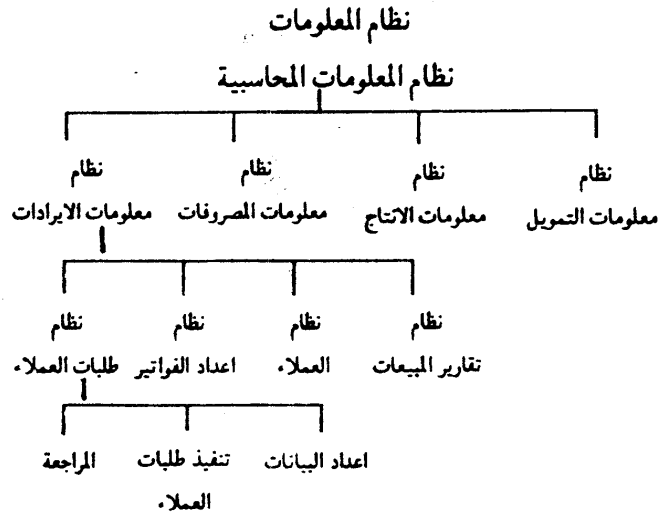 نظام المعلومات
نظام المعلومات المحاسبية
نظام
معلومات التمويل
نظام
معلومات الانتاج
نظام
معلومات المصروفات
نظام
معلومات الايرادات
نظام
تقارير المبيعات
نظام
العملاء
نظام
اعداد الفواتير
نظام
طلبات العملاء
اعداد البيانات
تنفيذ طلبات
العملاء
المراجعة